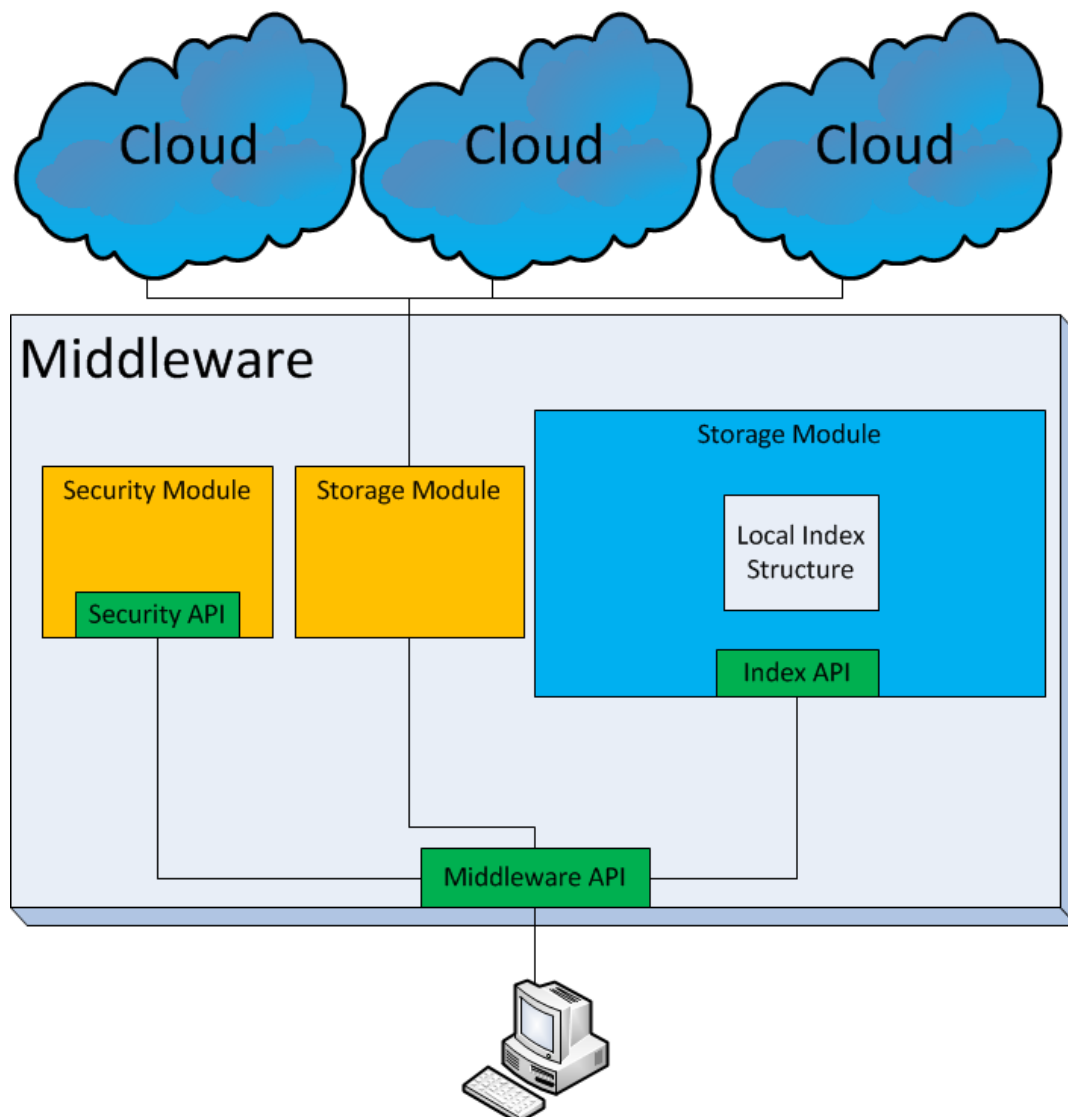 Cloud
Cloud
Cloud
Middleware
Security Module
Security API
Storage Module
Storage Module
Local Index
Structure
Index API
Middleware API